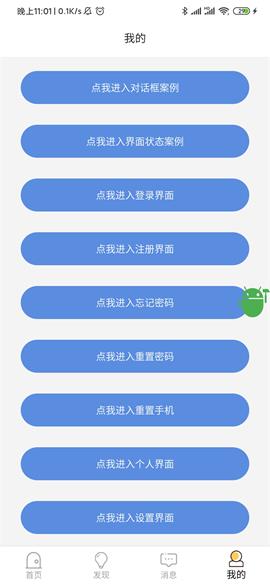 晚上11:01 | 0.1K/s
我的
点我进入对话框案例
点我进入界面状态案例
点我进入登录界面
点我进入注册界面
点我进入忘记密码
点我进入重置密码
点我进入重置手机
点我进入个人界面
点我进入设置界面
首页
发现
消息
我的